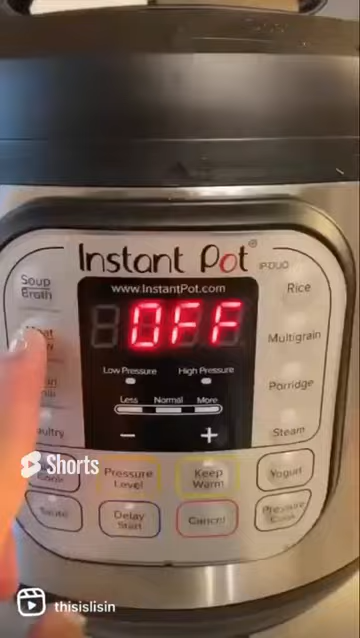 Instant Pot®
IP-DUO
www.InstantPot.com
Soup
Broth
Rice
OFF
Multigrain
Low Pressure High Pressure
Less Normal More
Porridge
Steam
− +
Shorts
Pressure
Level
Keep
Warm
Yogurt
Sauté
Delay
Start
Cancel
Pressure
Cook
thisislisin